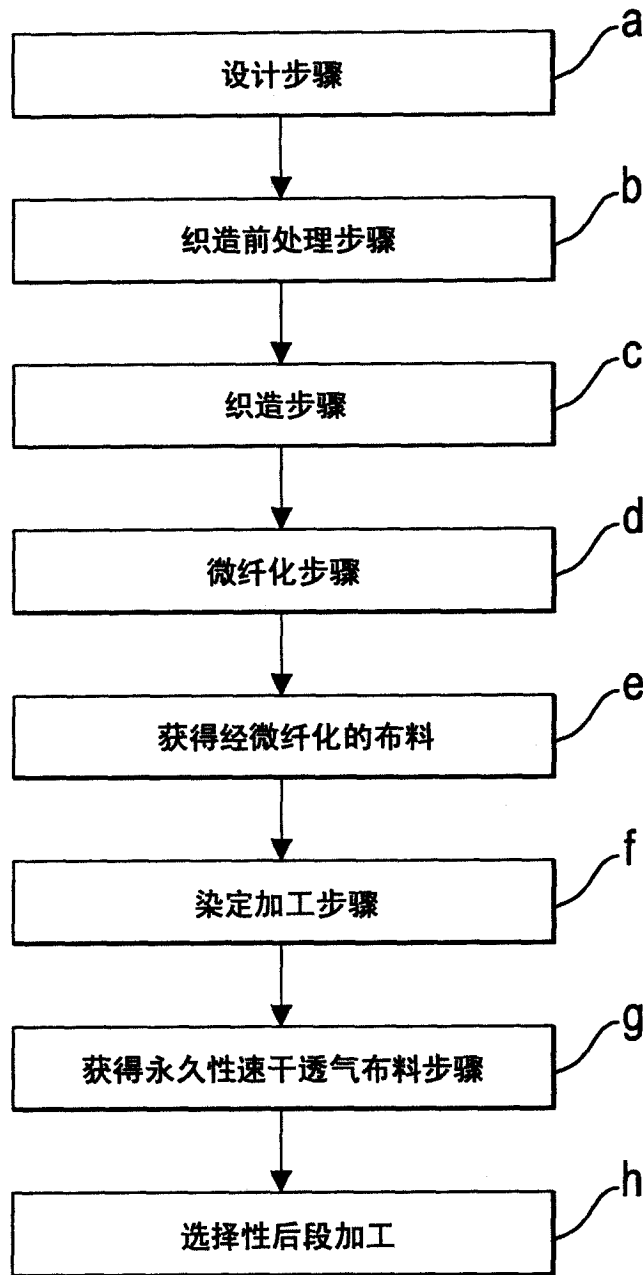 a
设计步骤
b
织造前处理步骤
c
织造步骤
d
微纤化步骤
e
获得经微纤化的布料
f
染定加工步骤
g
获得永久性速干透气布料步骤
h
选择性后段加工